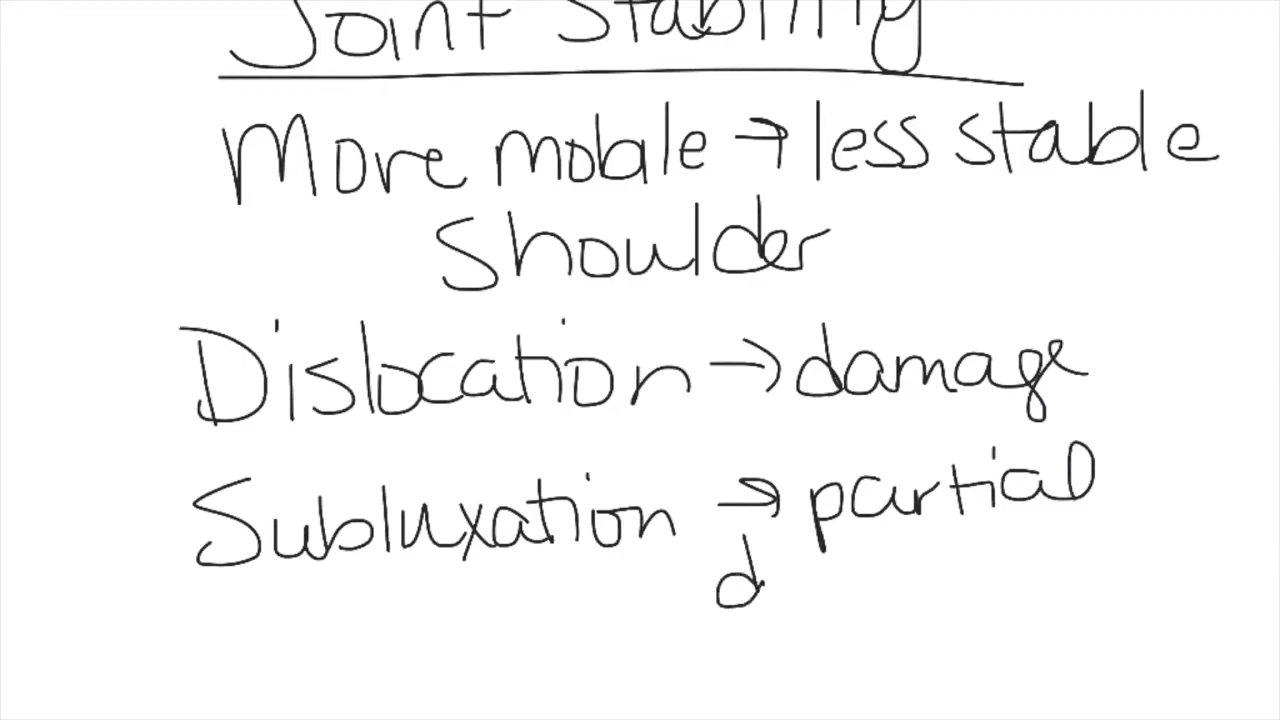 Joint Stability
More mobile → less stable
Shoulder
Dislocation → damage
Subluxation → partial
d